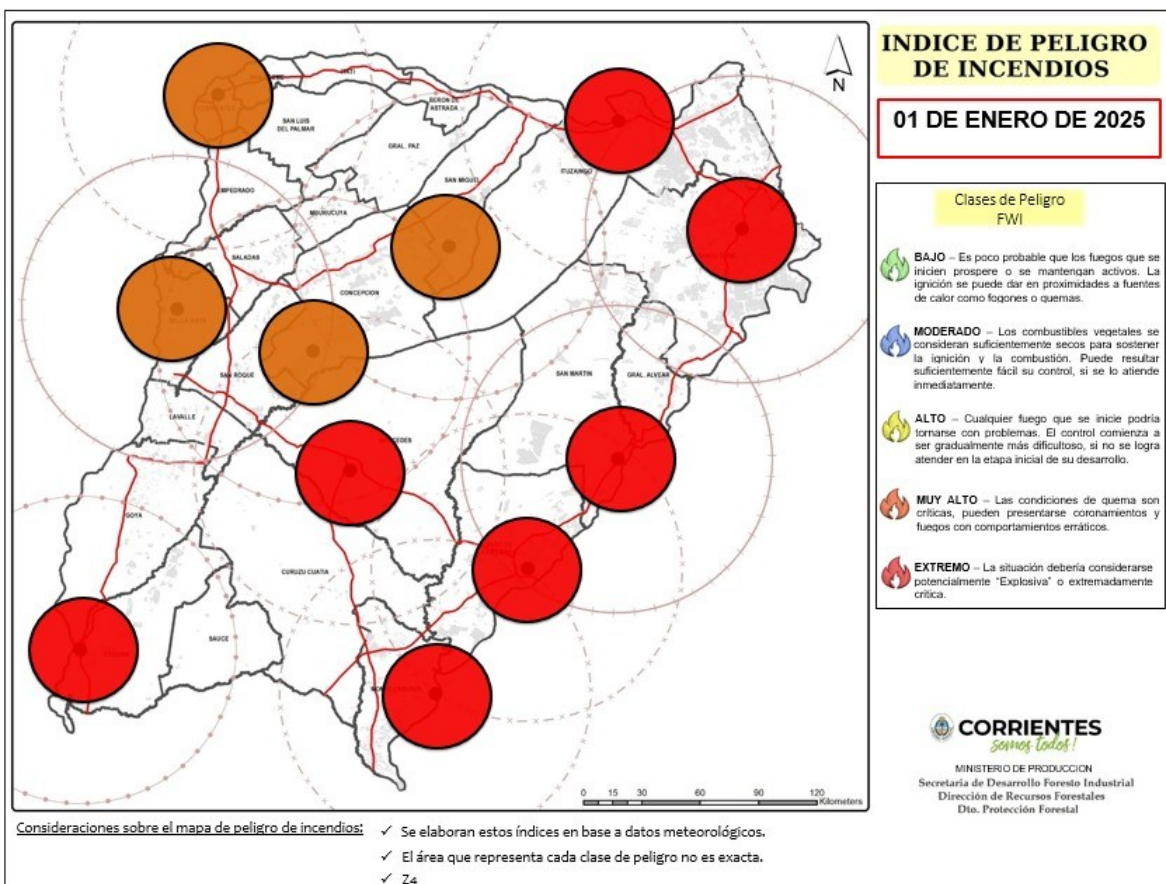 INDICE DE PELIGRO
DE INCENDIOS
01 DE ENERO DE 2025
N
ITATI
BERON DE
ASTRADA
SAN LUIS
DEL PALMAR
GRAL. PAZ
ITUZAINGO
SAN MIGUEL
EMPEDRADO
MBURUCUYA
SALADAS
CONCEPCION
BELLA VISTA
SAN ROQUE
SAN MARTIN
GRAL. ALVEAR
LAVALLE
MERCEDES
GOYA
CURUZU CUATIA
SAUCE
0 15 30 60 90 120
Kilometers
Clases de Peligro
FWI
BAJO – Es poco probable que los fuegos que se
inicien prospere o se mantengan activos. La
ignición se puede dar en proximidades a fuentes
de calor como fogones o quemas.
MODERADO – Los combustibles vegetales se
consideran suficientemente secos para sostener
la ignición y la combustión. Puede resultar
suficientemente fácil su control, si se lo atiende
inmediatamente.
ALTO – Cualquier fuego que se inicie podría
tornarse con problemas. El control comienza a
ser gradualmente más dificultoso, si no se logra
atender en la etapa inicial de su desarrollo.
MUY ALTO – Las condiciones de quema son
críticas, pueden presentarse coronamientos y
fuegos con comportamientos erráticos.
EXTREMO – La situación debería considerarse
potencialmente "Explosiva" o extremadamente
crítica.
CORRIENTES
somos todos!
MINISTERIO DE PRODUCCION
Secretaria de Desarrollo Foresto Industrial
Dirección de Recursos Forestales
Dto. Protección Forestal
Consideraciones sobre el mapa de peligro de incendios:
✓ Se elaboran estos índices en base a datos meteorológicos.
✓ El área que representa cada clase de peligro no es exacta.
✓ Z4